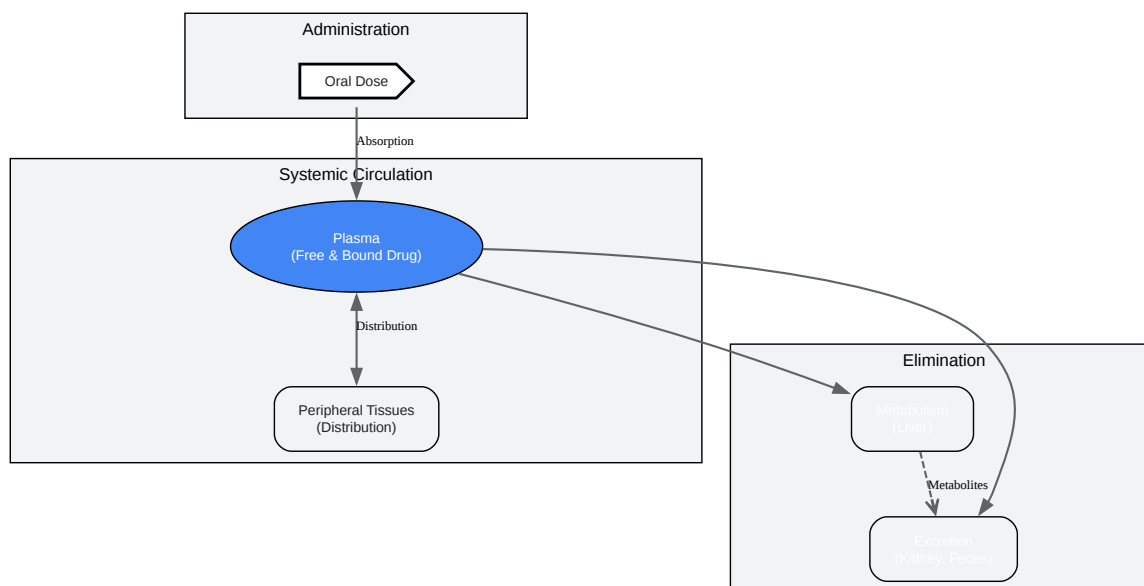 Administration
Oral Dose
Absorption
Systemic Circulation
Plasma
(Free & Bound Drug)
Distribution
Peripheral Tissues
(Distribution)
Elimination
Metabolism
(Liver)
Metabolites
Excretion
(Kidney, Feces)